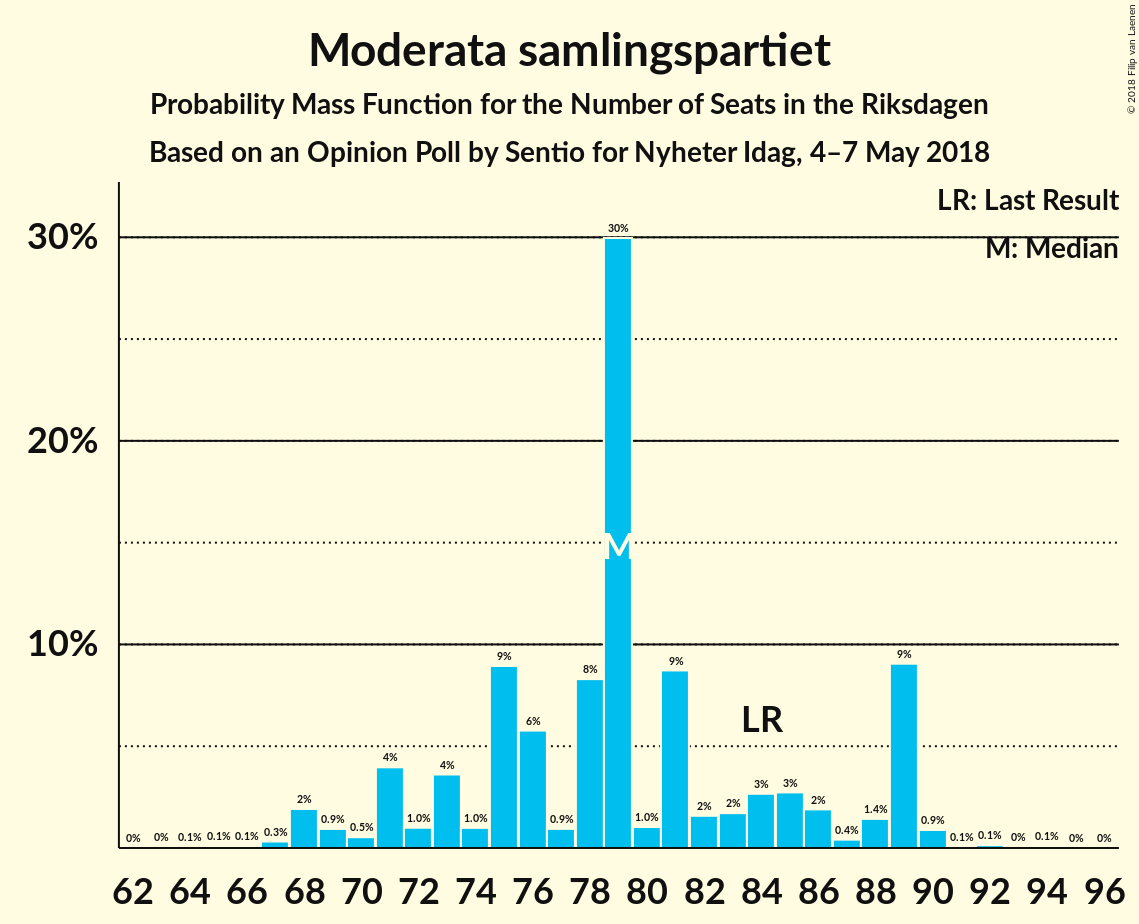 Moderata samlingspartiet
Probability Mass Function for the Number of Seats in the Riksdagen
Based on an Opinion Poll by Sentio for Nyheter Idag, 4–7 May 2018
© 2018 Filip van Laenen
LR: Last Result
M: Median
30%
20%
10%
0% 0% 0.1% 0.1% 0.1% 0.3% 2% 0.9% 0.5% 4% 1.0% 4% 1.0% 9% 6% 0.9% 8% 30% 1.0% 9% 2% 2% 3% 3% 2% 0.4% 1.4% 9% 0.9% 0.1% 0.1% 0% 0.1% 0% 0%
M
LR
62 64 66 68 70 72 74 76 78 80 82 84 86 88 90 92 94 96